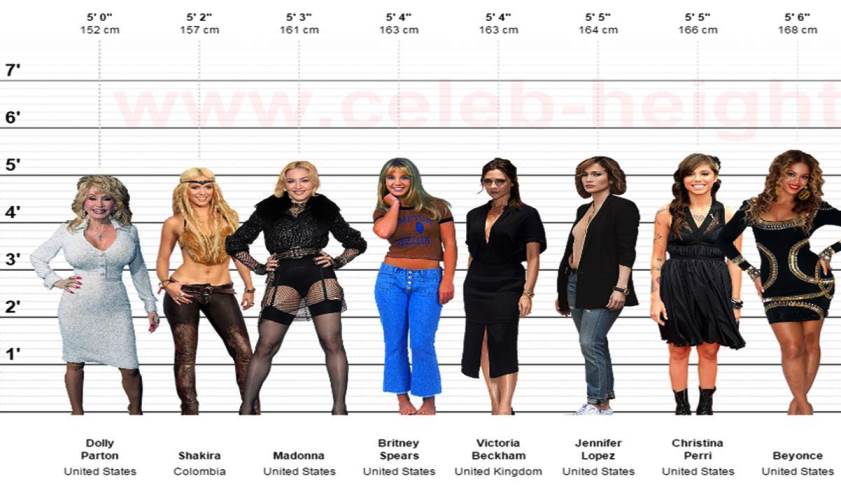 5' 0" 5' 2" 5' 3" 5' 4" 5' 4" 5' 5" 5' 5" 5' 6"
152 cm 157 cm 161 cm 163 cm 163 cm 164 cm 166 cm 168 cm
7'
www.celeb-height
6'
5'
4'
3'
2'
1'
Dolly Britney Victoria Jennifer Christina
Parton Shakira Madonna Spears Beckham Lopez Perri Beyonce
United States Colombia United States United States United Kingdom United States United States United States